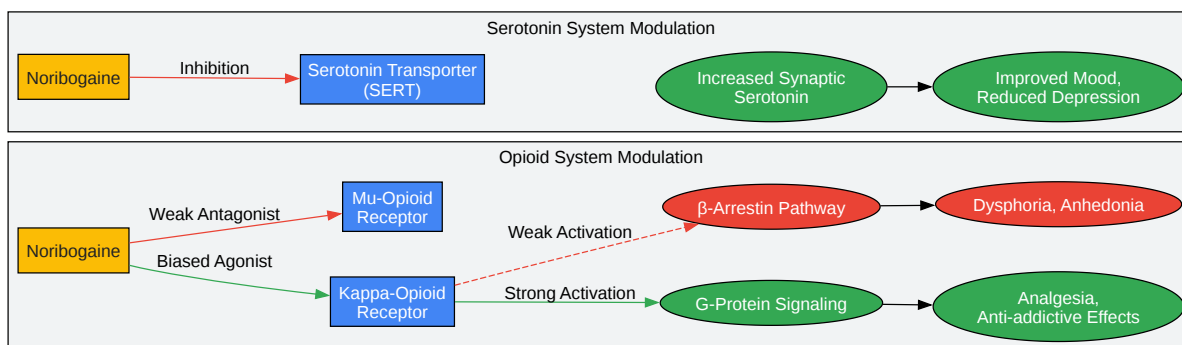 Serotonin System Modulation
Noribogaine
Inhibition
Serotonin Transporter
(SERT)
Increased Synaptic
Serotonin
Improved Mood,
Reduced Depression
Opioid System Modulation
Noribogaine
Weak Antagonist
Biased Agonist
Mu-Opioid
Receptor
Kappa-Opioid
Receptor
Weak Activation
Strong Activation
β-Arrestin Pathway
Dysphoria, Anhedonia
G-Protein Signaling
Analgesia,
Anti-addictive Effects